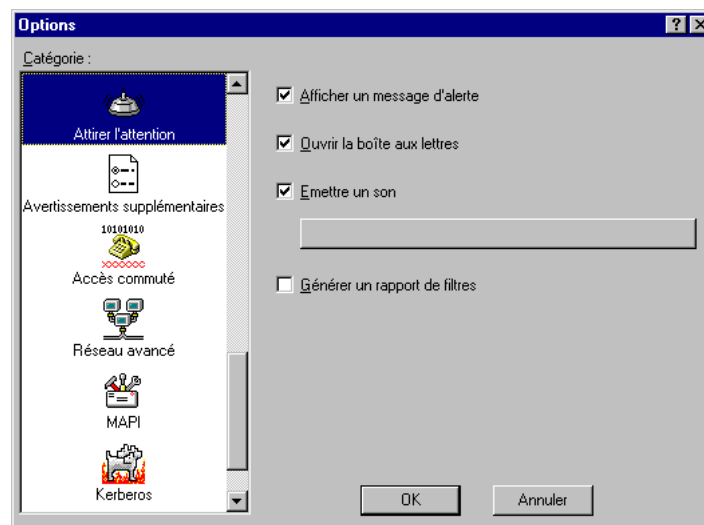 Options
Catégorie :
Attirer l'attention
Avertissements supplémentaires
10101010
xxxxxxx
Accès commuté
Réseau avancé
MAPI
Kerberos
Afficher un message d'alerte
Ouvrir la boîte aux lettres
Emettre un son
Générer un rapport de filtres
OK
Annuler